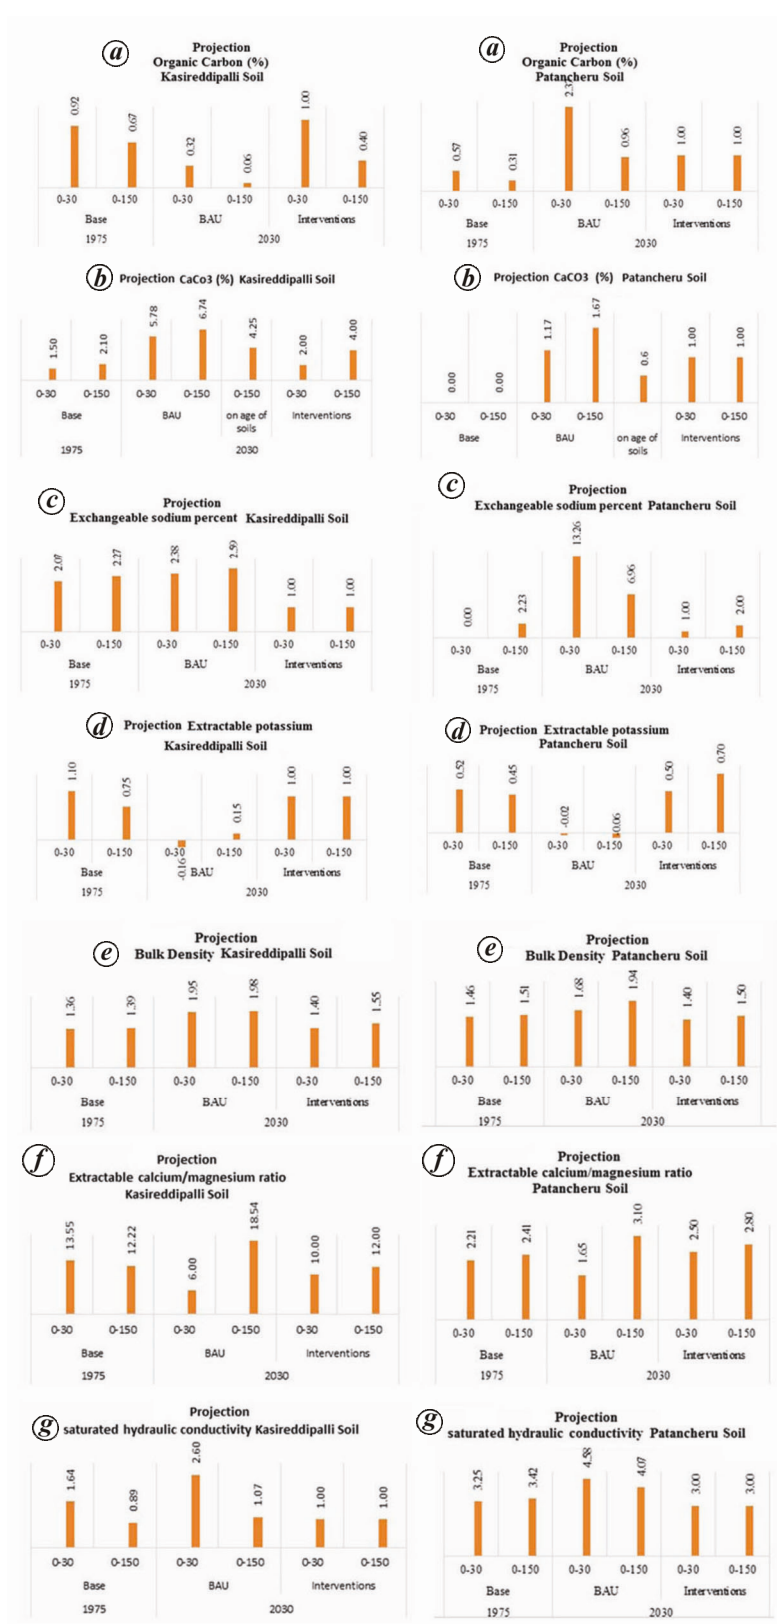 a
Projection
Organic Carbon (%)
Kasireddipalli Soil
0.92
0.67
0.32
0.06
1.00
0.40
0-30
0-150
0-30
0-150
0-30
0-150
Base
BAU
Interventions
1975
2030
a
Projection
Organic Carbon (%)
Patancheru Soil
0.57
0.31
0.96
1.00
1.00
0-30
0-150
0-30
0-150
0-30
0-150
Base
BAU
Interventions
1975
2030
b
Projection CaCo3 (%) Kasireddipalli Soil
1.50
2.10
5.78
6.74
4.25
2.00
4.00
0-30
0-150
0-30
0-150
0-150
0-30
0-150
Base
BAU
on age of
soils
Interventions
1975
2030
b
Projection CaCO3 (%) Patancheru Soil
0.00
0.00
1.17
1.67
0.6
1.00
1.00
0-30
0-150
0-30
0-150
0-30
0-150
Base
BAU
on age of
soils
Interventions
c
Projection
Exchangeable sodium percent Kasireddipalli Soil
2.07
2.27
2.38
2.59
1.00
1.00
0-30
0-150
0-30
0-150
0-30
0-150
Base
BAU
Interventions
1975
2030
c
Projection
Exchangeable sodium percent Patancheru Soil
0.00
2.23
13.26
6.96
1.00
2.00
0-30
0-150
0-30
0-150
0-30
0-150
Base
BAU
Interventions
1975
2030
d
Projection Extractable potassium
Kasireddipalli Soil
1.10
0.75
-0.16
0.15
1.00
1.00
0-30
0-150
0-30
0-150
0-30
0-150
Base
BAU
Interventions
1975
2030
d
Projection Extractable potassium
Patancheru Soil
0.52
0.45
-0.02
-0.06
0.50
0.70
0-30
0-150
0-30
0-150
0-30
0-150
Base
BAU
Interventions
1975
2030
e
Projection
Bulk Density Kasireddipalli Soil
1.36
1.39
1.95
1.98
1.40
1.55
0-30
0-150
0-30
0-150
0-30
0-150
Base
BAU
Interventions
1975
2030
e
Projection
Bulk Density Patancheru Soil
1.46
1.51
1.68
1.94
1.40
1.50
0-30
0-150
0-30
0-150
0-30
0-150
Base
BAU
Interventions
1975
2030
f
Projection
Extractable calcium/magnesium ratio
Kasireddipalli Soil
13.55
12.22
6.00
18.54
10.00
12.00
0-30
0-150
0-30
0-150
0-30
0-150
Base
BAU
Interventions
1975
2030
f
Projection
Extractable calcium/magnesium ratio
Patancheru Soil
2.21
2.41
1.65
3.10
2.50
2.80
0-30
0-150
0-30
0-150
0-30
0-150
Base
BAU
Interventions
1975
2030
g
Projection
saturated hydraulic conductivity Kasireddipalli Soil
1.64
0.89
2.60
1.07
1.00
1.00
0-30
0-150
0-30
0-150
0-30
0-150
Base
BAU
Interventions
1975
2030
g
Projection
saturated hydraulic conductivity Patancheru Soil
3.25
3.42
4.58
4.07
3.00
3.00
0-30
0-150
0-30
0-150
0-30
0-150
Base
BAU
Interventions
1975
2030